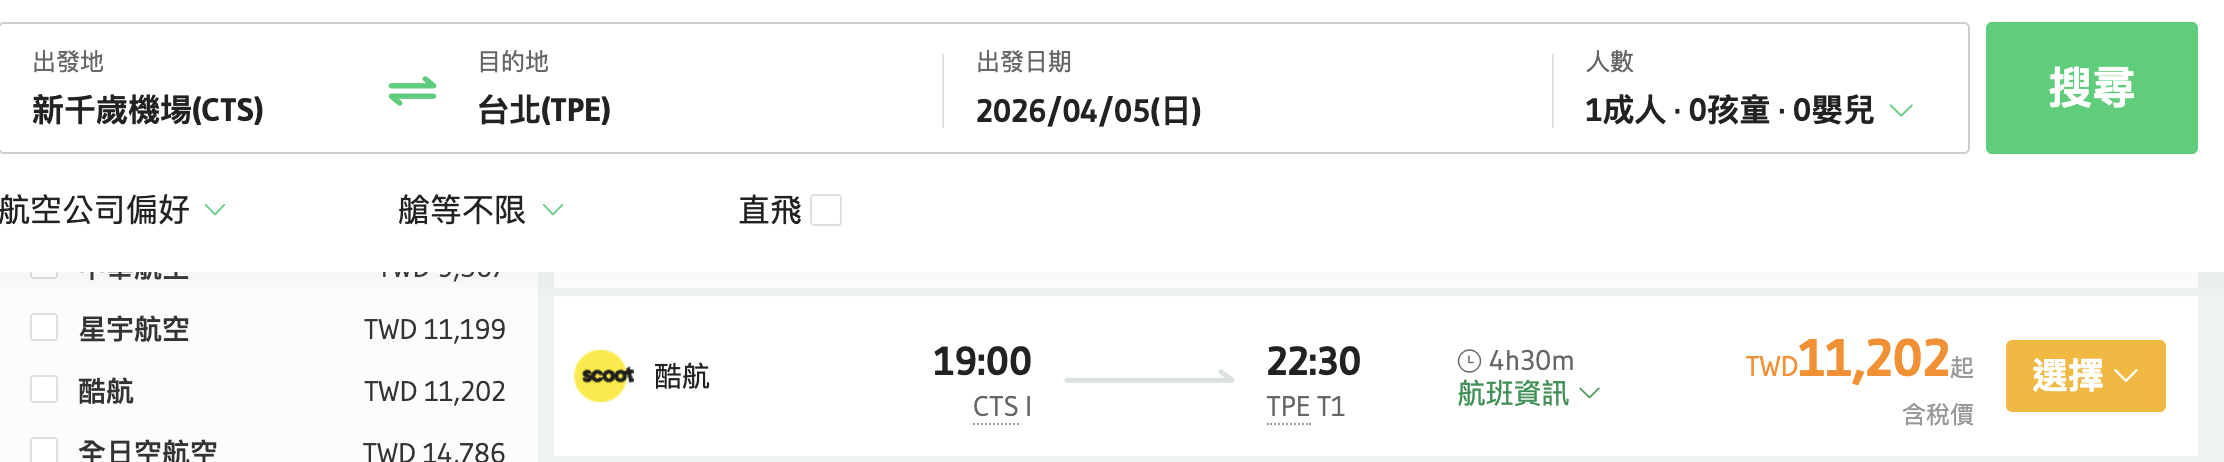 出發地
新千歲機場(CTS)
目的地
台北(TPE)
出發日期
2026/04/05(日)
人數
1成人 · 0孩童 · 0嬰兒
搜尋
航空公司偏好
艙等不限
直飛
中華航空
星宇航空 TWD 11,199
酷航 TWD 11,202
全日空航空 TWD 14,786
scoot 酷航
19:00
CTS I
22:30
TPE T1
4h30m
航班資訊
TWD11,202起
含稅價
選擇